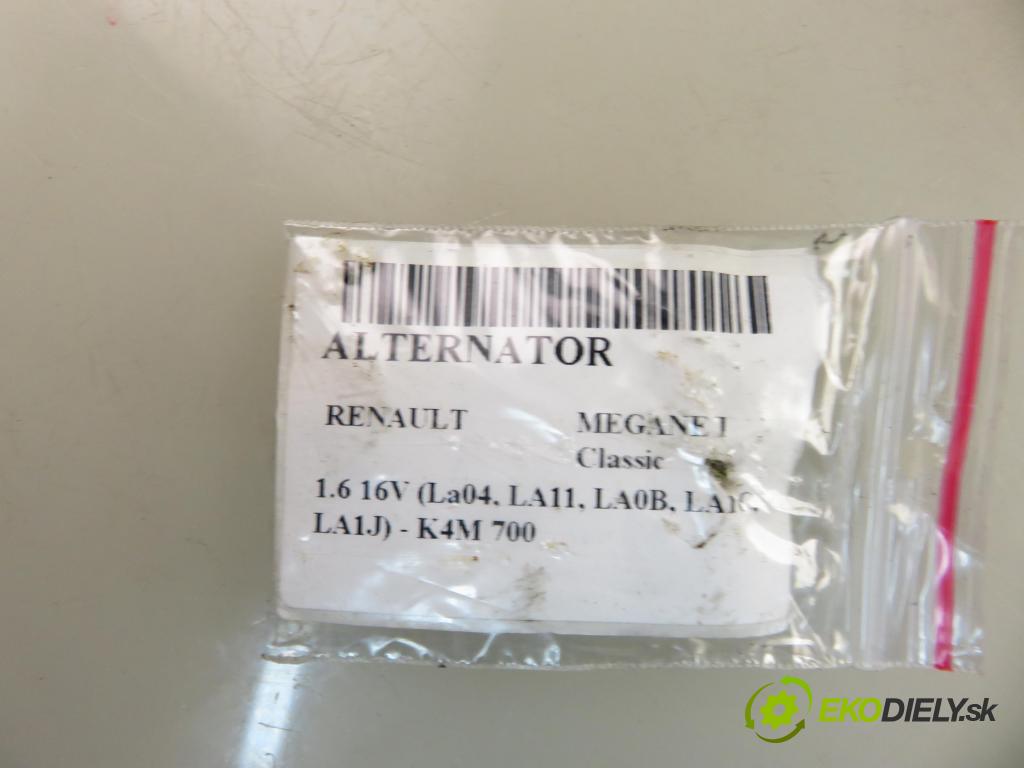 ALTERNATOR
RENAULT MEGANE I
Classic
1.6 16V (La04, LA11, LA0B,
LA1J) - K4M 700
EKODIELY.sk